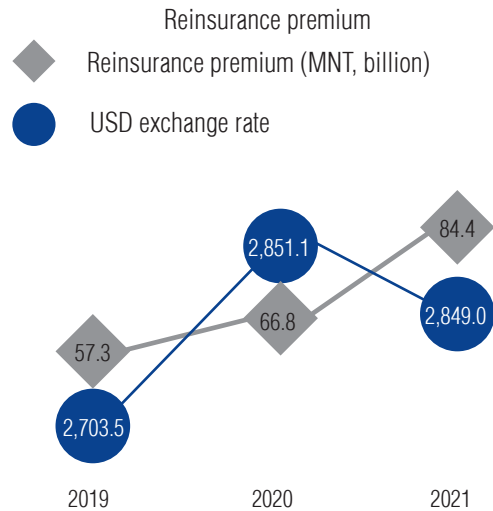 Reinsurance premium
Reinsurance premium (MNT, billion)
USD exchange rate
84.4
2,851.1
2,849.0
66.8
57.3
2,703.5
2019 2020 2021